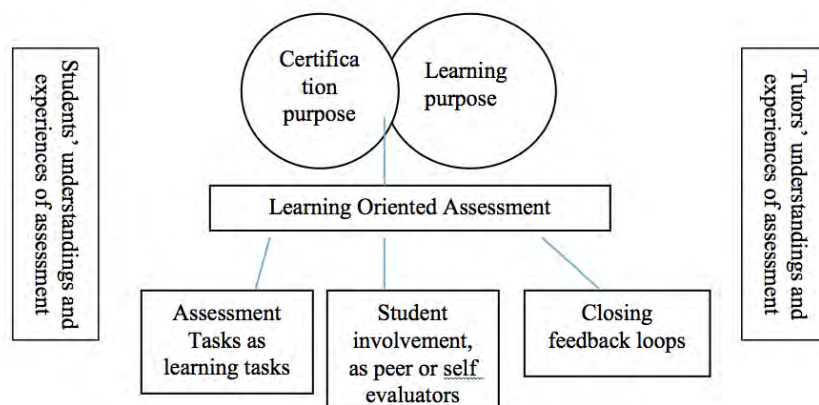 Students' understandings and
experiences of assessment
Certifica
tion
purpose
Learning
purpose
Tutors' understandings and
experiences of assessment
Learning Oriented Assessment
Assessment
Tasks as
learning tasks
Student
involvement,
as peer or self
evaluators
Closing
feedback loops